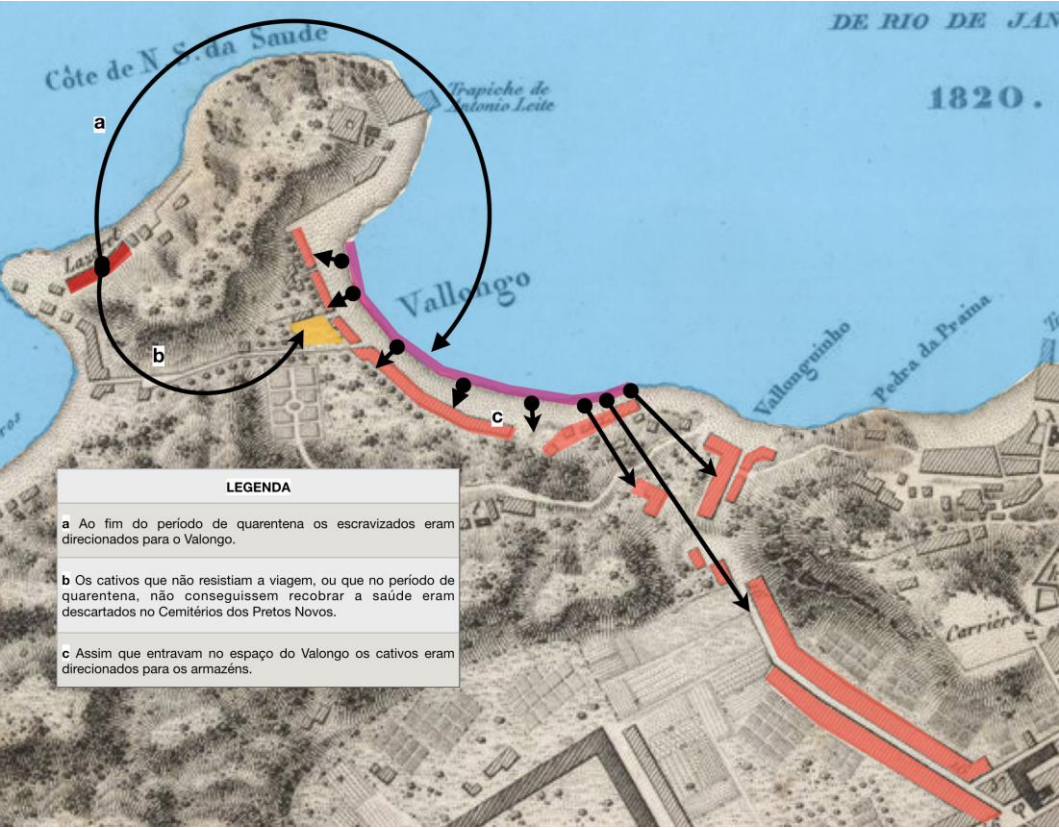 DE RIO DE JAN
1820.
Côte de N. S. da Saude
Trapiche de
Antonio Leite
a
Vallongo
b
c
Vallonguinho
Pedra da Praina
Carrière
LEGENDA
a Ao fim do período de quarentena os escravizados eram
direcionados para o Valongo.
b Os cativos que não resistiam a viagem, ou que no período de
quarentena, não conseguissem recobrar a saúde eram
descartados no Cemitérios dos Pretos Novos.
c Assim que entravam no espaço do Valongo os cativos eram
direcionados para os armazéns.